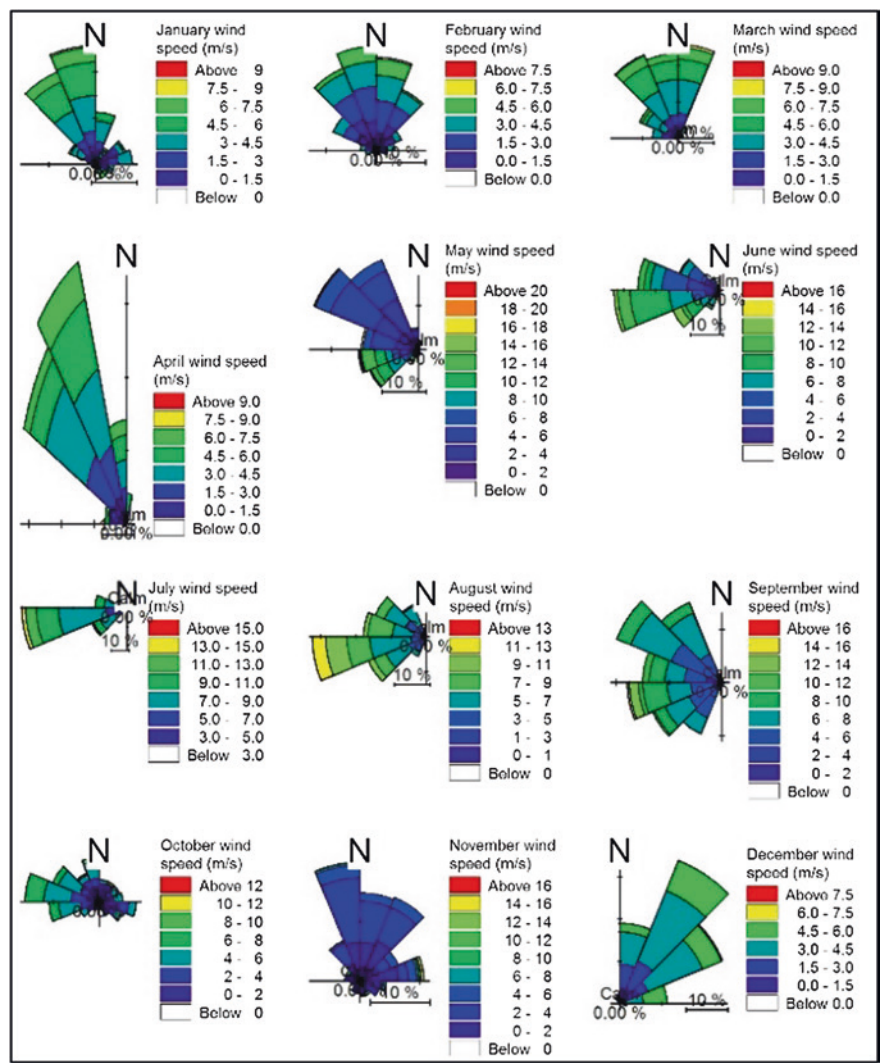 N
January wind
speed (m/s)
Above 9
7.5 - 9
6 - 7.5
4.5 - 6
3 - 4.5
1.5 - 3
0 - 1.5
Below 0
N
February wind
speed (m/s)
Above 7.5
6.0 - 7.5
4.5 - 6.0
3.0 - 4.5
1.5 - 3.0
0.0 - 1.5
Below 0.0
N
March wind
speed (m/s)
Above 9.0
7.5 - 9.0
6.0 - 7.5
4.5 - 6.0
3.0 - 4.5
1.5 - 3.0
0.0 - 1.5
Below 0.0
0.00 %
N
April wind speed
(m/s)
Above 9.0
7.5 - 9.0
6.0 - 7.5
4.5 - 6.0
3.0 - 4.5
1.5 - 3.0
0.0 - 1.5
Below 0.0
N
May wind speed
(m/s)
Above 20
18 - 20
16 - 18
14 - 16
12 - 14
10 - 12
8 - 10
6 - 8
4 - 6
2 - 4
0 - 2
Below 0
10 %
N
June wind speed
(m/s)
Above 16
14 - 16
12 - 14
10 - 12
8 - 10
6 - 8
4 - 6
2 - 4
0 - 2
Below 0
10 %
N
July wind speed
(m/s)
Above 15.0
13.0 - 15.0
11.0 - 13.0
9.0 - 11.0
7.0 - 9.0
5.0 - 7.0
3.0 - 5.0
Below 3.0
Calm
0.00 %
10 %
N
August wind
speed (m/s)
Above 13
11 - 13
9 - 11
7 - 9
5 - 7
3 - 5
1 - 3
0 - 1
Below 0
10 %
N
September wind
speed (m/s)
Above 16
14 - 16
12 - 14
10 - 12
8 - 10
6 - 8
4 - 6
2 - 4
0 - 2
Below 0
N
October wind
speed (m/s)
Above 12
10 - 12
8 - 10
6 - 8
4 - 6
2 - 4
0 - 2
Below 0
N
November wind
speed (m/s)
Above 16
14 - 16
12 - 14
10 - 12
8 - 10
6 - 8
4 - 6
2 - 4
0 - 2
Below 0
10 %
N
December wind
speed (m/s)
Above 7.5
6.0 - 7.5
4.5 - 6.0
3.0 - 4.5
1.5 - 3.0
0.0 - 1.5
Below 0.0
0.00 %
10 %